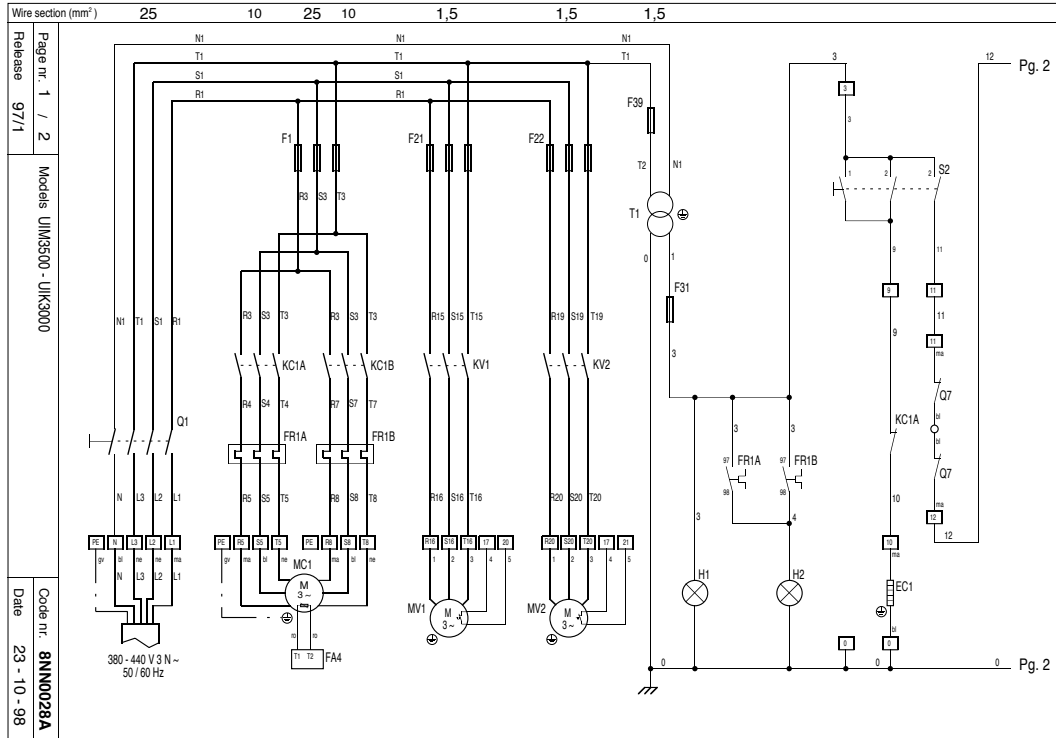 Wire section (mm²) 25 10 25 10 1,5 1,5 1,5
Page nr. 1 / 2
Release 97/1
Models UIM3500 - UIK3000
Code nr. 8NN0028A
Date 23 - 10 - 98
N1 N1 N1
T1 T1 T1
S1 S1
R1 R1
3 12 Pg. 2
F1 F21 F22 F39
3
3
T2 N1
R3 S3 T3
1 2 2 S2
T1
0 1
9 11
F31
9 11
N1 T1 S1 R1
R3 S3 T3 R3 S3 T3 R15 S15 T15 R19 S19 T19
9 11
11
ma
3
KC1A KC1B KV1 KV2
Q7
bl
R4 S4 T4 R7 S7 T7
KC1A
Q1
3 3
bl
FR1A FR1B
97 FR1A 97 FR1B
98 98
Q7
ma
N L3 L2 L1
R5 S5 T5 R8 S8 T8 R16 S16 T16 R20 S20 T20
3 4 10
12
12
PE N L3 L2 L1 PE R5 S5 T5 PE R8 S8 T8 R16 S16 T16 17 20 R20 S20 T20 17 21 10
gv bl ne ne ma gv ma bl ne ma bl ne 1 2 3 4 5 1 2 3 4 5 ma
MC1
N L3 L2 L1
M
3 ~
H1 H2 EC1
MV1 M
3 ~
MV2 M
3 ~
ro ro
bl
0 0
T1 T2 FA4
380 - 440 V 3 N ~
50 / 60 Hz
0 0 0 Pg. 2